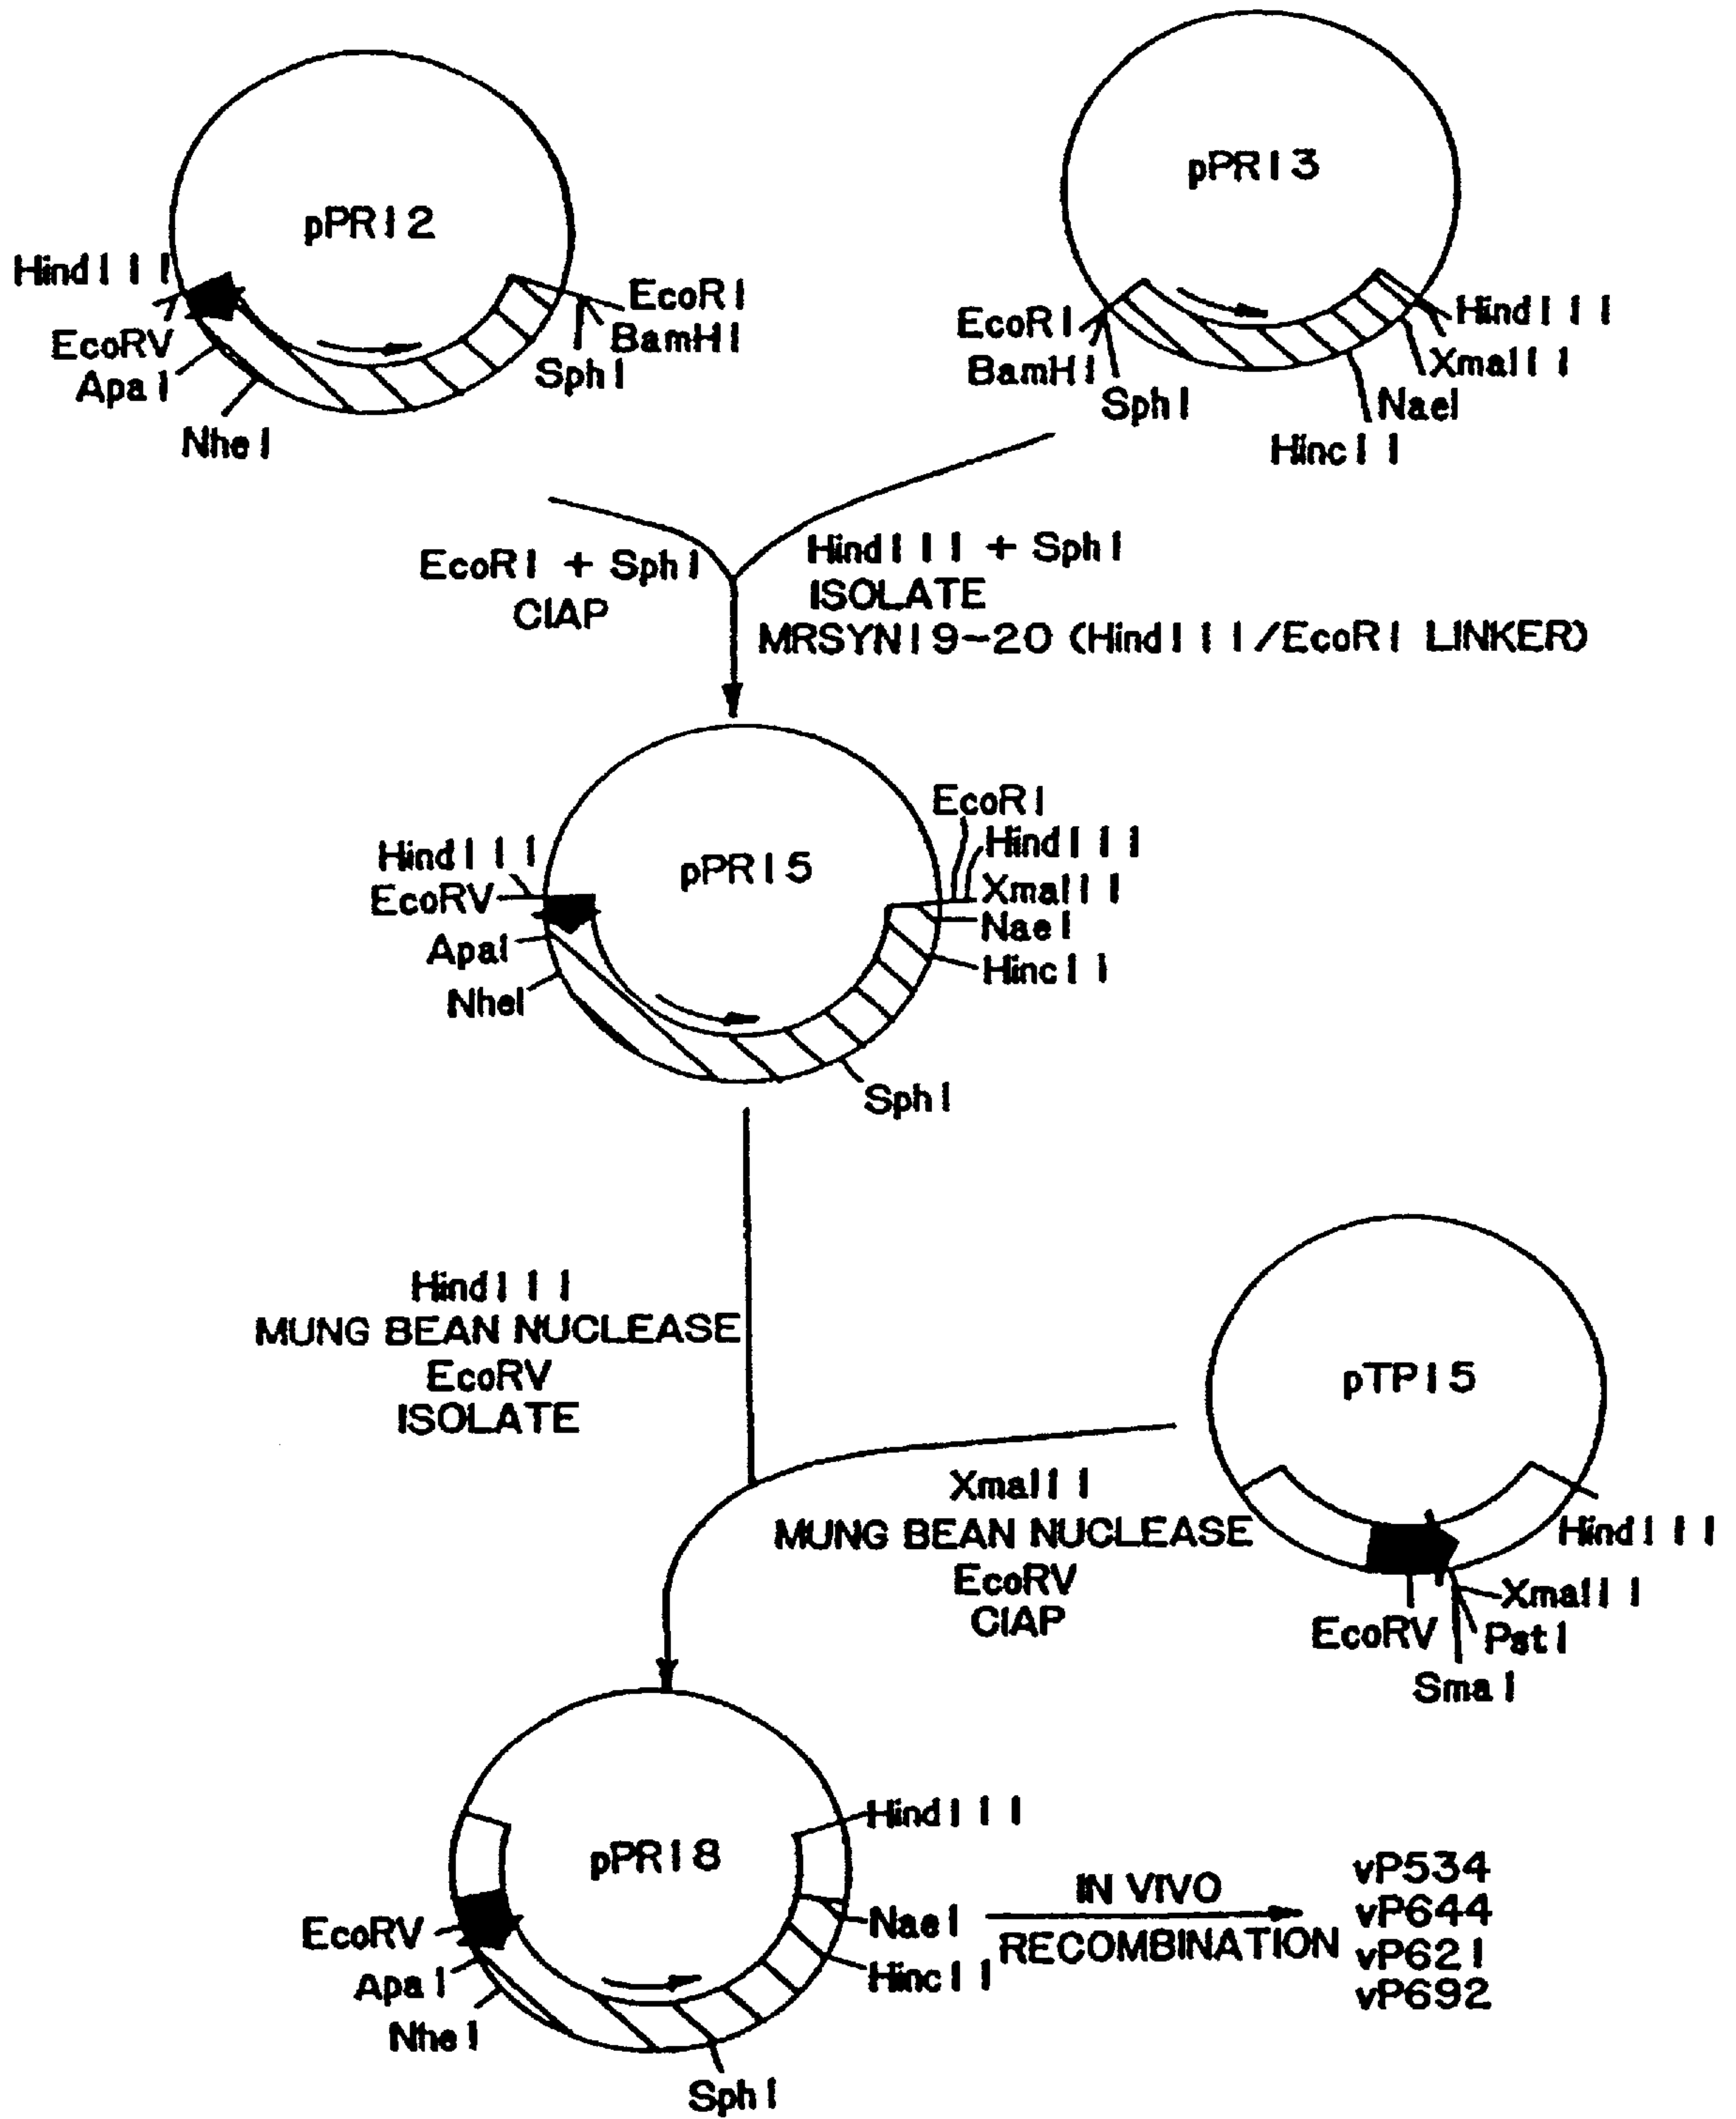 pPR12
HindIII
EcoRV
ApaI
NheI
EcoRI
BamHI
SphI
pPR13
EcoRI
BamHI
SphI
HindIII
XmaIII
NaeI
HincII
EcoRI + SphI
CIAP
HindIII + SphI
ISOLATE
MRSYN19-20 (HindIII/EcoRI LINKER)
pPR15
HindIII
EcoRV
ApaI
NheI
EcoRI
HindIII
XmaIII
NaeI
HincII
SphI
HindIII
MUNG BEAN NUCLEASE
EcoRV
ISOLATE
pTP15
HindIII
XmaIII
PstI
EcoRV
SmaI
XmaIII
MUNG BEAN NUCLEASE
EcoRV
CIAP
pPR18
HindIII
EcoRV
ApaI
NheI
NaeI
HincII
SphI
IN VIVO
RECOMBINATION
vP534
vP644
vP621
vP692